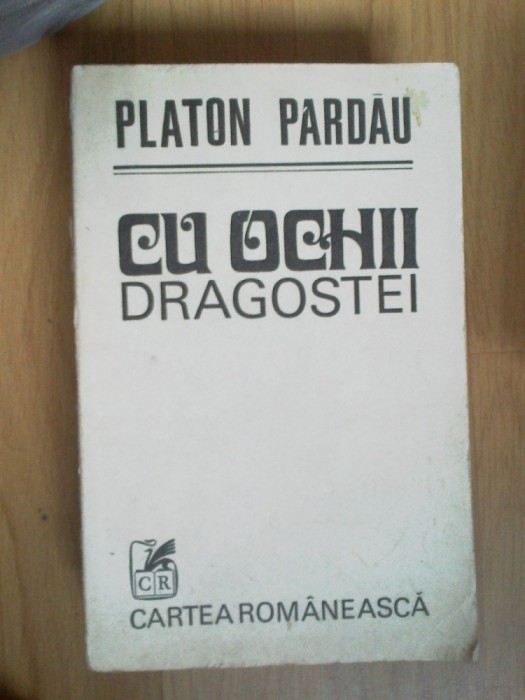 PLATON PARDĂU
CU OCHII
DRAGOSTEI
CR
CARTEA ROMÂNEASCĂ